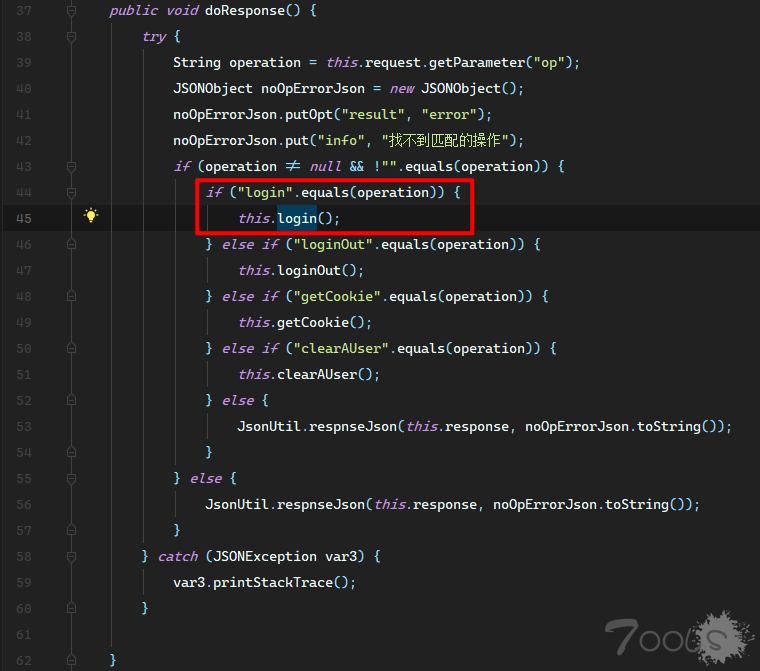 37 public void doResponse() {
38 try {
39 String operation = this.request.getParameter("op");
40 JSONObject noOpErrorJson = new JSONObject();
41 noOpErrorJson.putOpt("result", "error");
42 noOpErrorJson.put("info", "找不到匹配的操作");
43 if (operation ≠ null && !"".equals(operation)) {
44 if ("login".equals(operation)) {
45 this.login();
46 } else if ("loginOut".equals(operation)) {
47 this.loginOut();
48 } else if ("getCookie".equals(operation)) {
49 this.getCookie();
50 } else if ("clearAUser".equals(operation)) {
51 this.clearAUser();
52 } else {
53 JsonUtil.respnseJson(this.response, noOpErrorJson.toString());
54 }
55 } else {
56 JsonUtil.respnseJson(this.response, noOpErrorJson.toString());
57 }
58 } catch (JSONException var3) {
59 var3.printStackTrace();
60 }
61
62 }
7ooLS